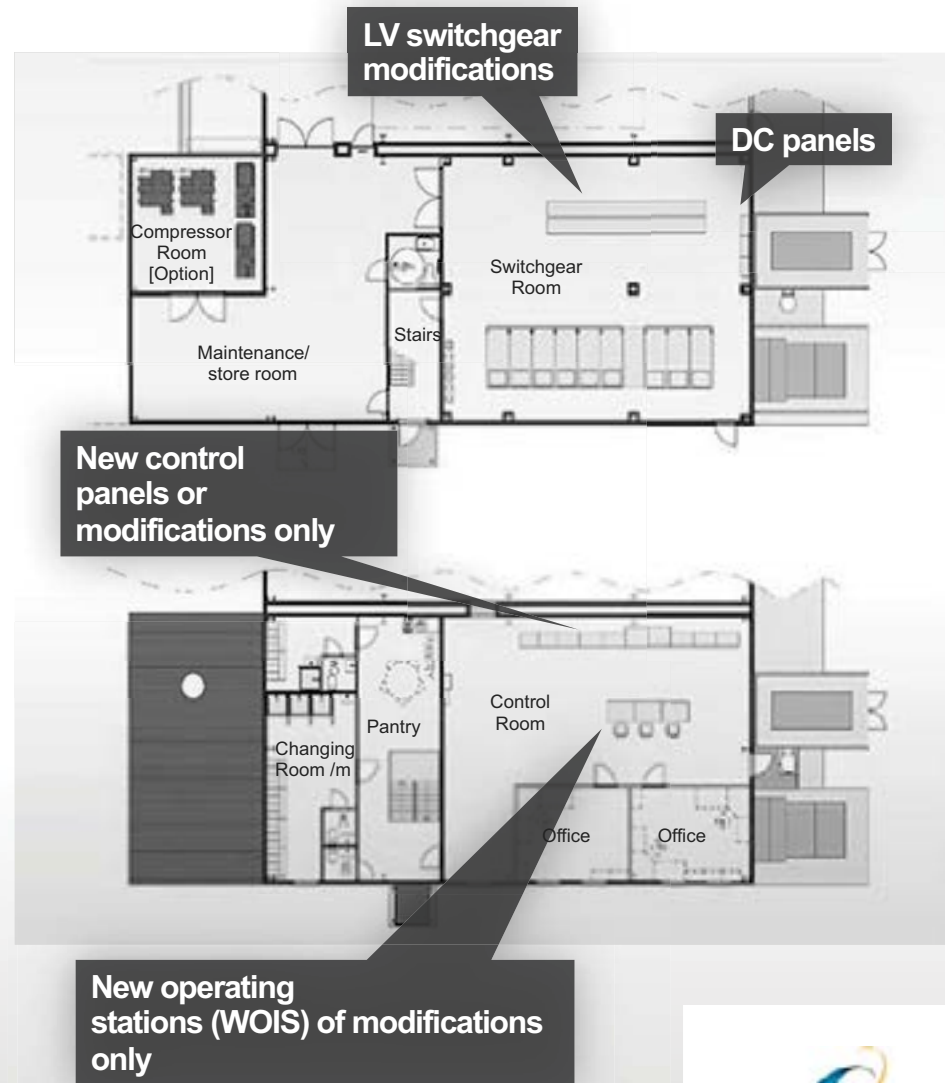 LV switchgear
modifications
DC panels
Compressor
Room
[Option]
Switchgear
Room
Stairs
Maintenance/
store room
New control
panels or
modifications only
Control
Room
Pantry
Changing
Room /m
Office
Office
New operating
stations (WOIS) of modifications
only